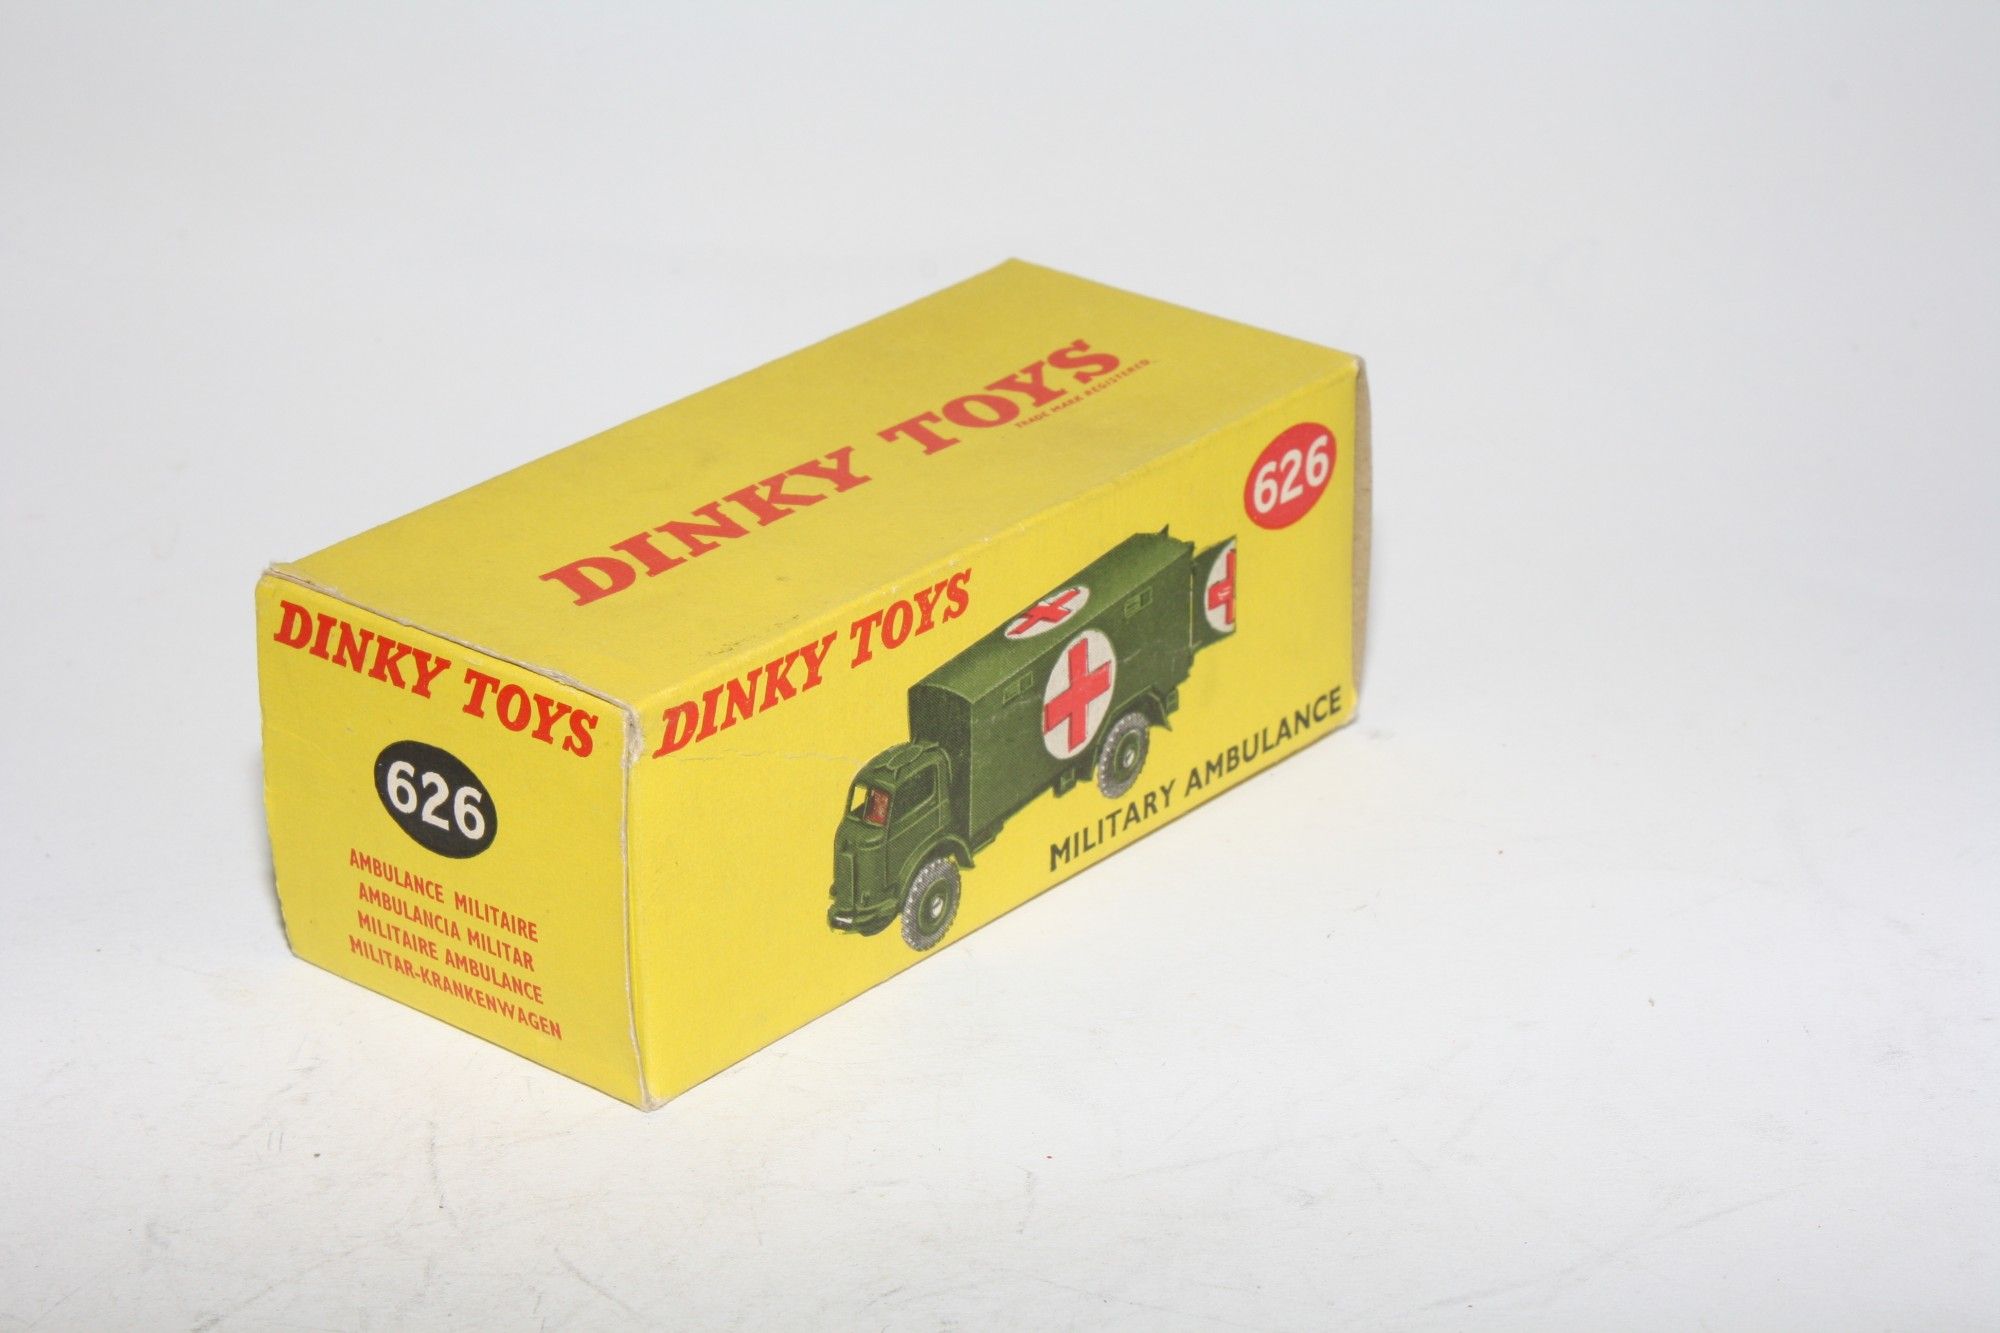 DINKY TOYS
TRADE MARK REGISTERED
DINKY TOYS
626
AMBULANCE MILITAIRE
AMBULANCIA MILITAR
MILITAIRE AMBULANCE
MILITAR-KRANKENWAGEN
DINKY TOYS
626
MILITARY AMBULANCE